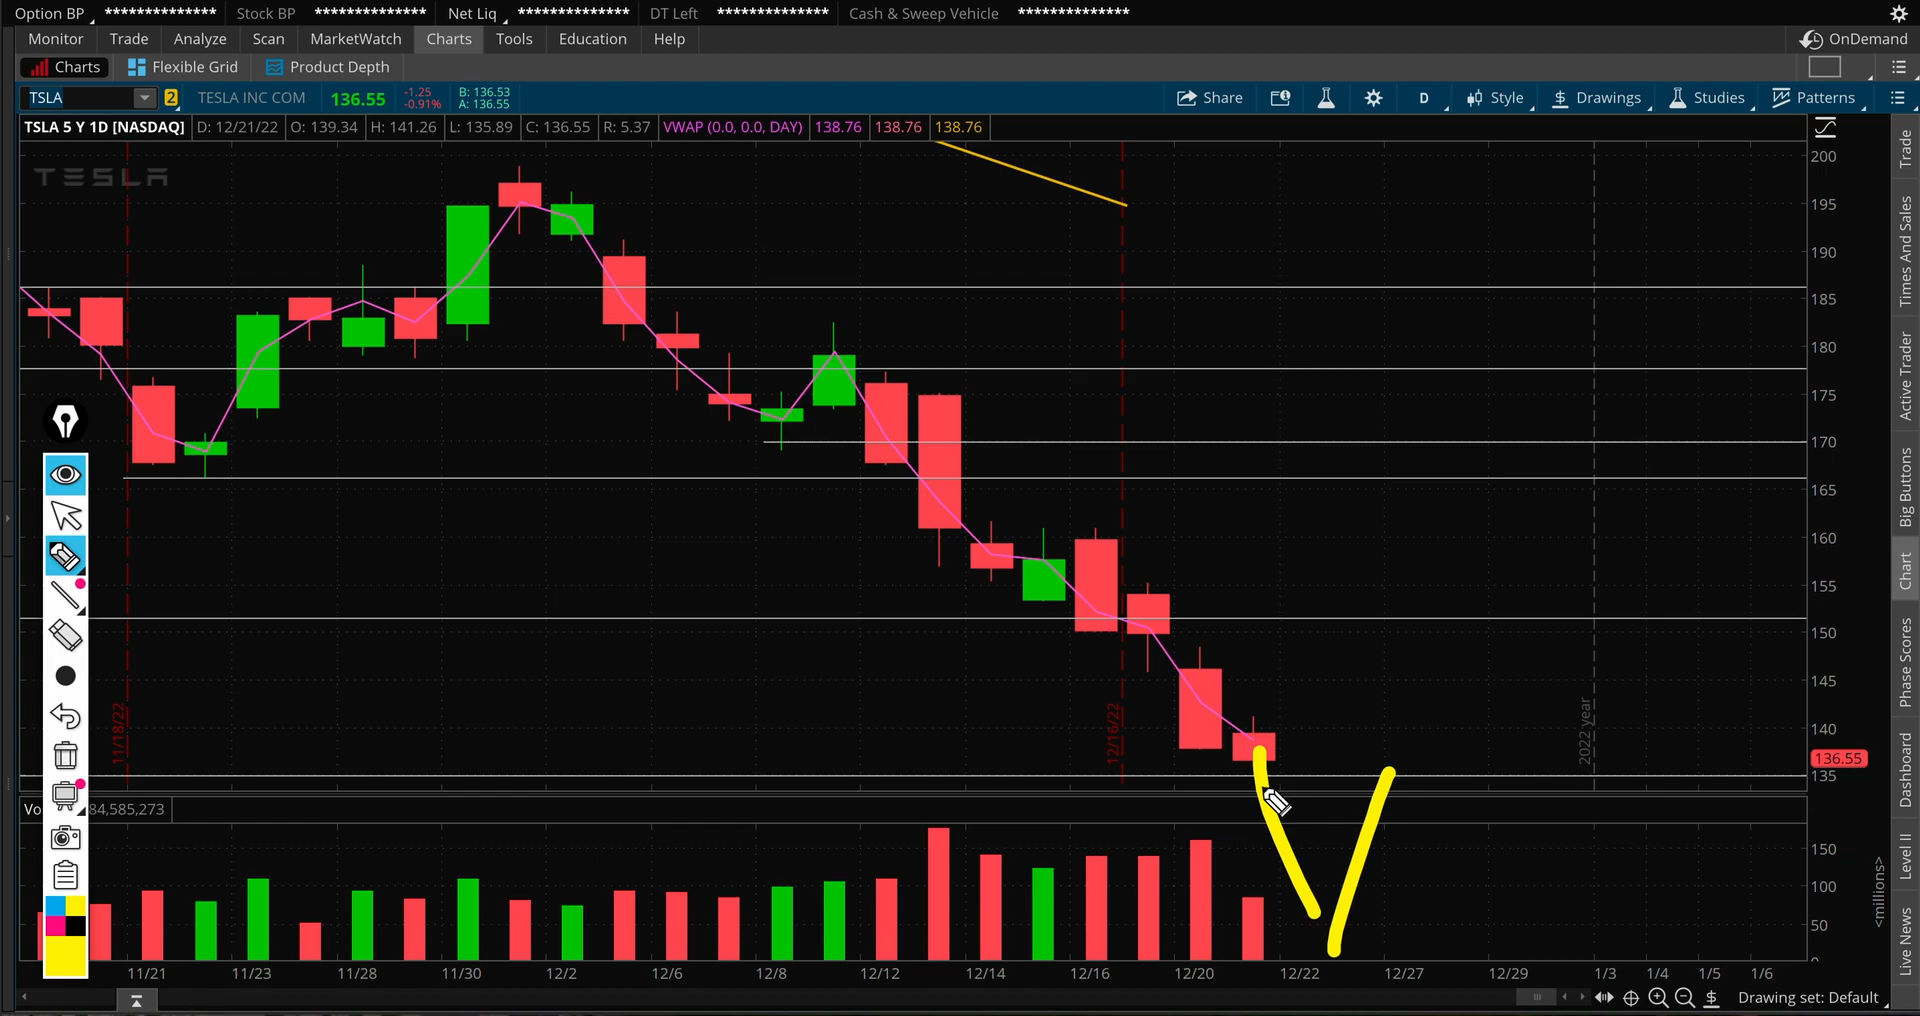 Option BP ************** Stock BP ************** Net Liq ************** DT Left ************** Cash & Sweep Vehicle **************
Monitor Trade Analyze Scan MarketWatch Charts Tools Education Help OnDemand
Charts Flexible Grid Product Depth
TSLA 2 TESLA INC COM 136.55 -1.25 -0.91% B: 136.53 A: 136.55 Share D Style $ Drawings Studies Patterns
TSLA 5 Y 1D [NASDAQ] D: 12/21/22 O: 139.34 H: 141.26 L: 135.89 C: 136.55 R: 5.37 VWAP (0.0, 0.0, DAY) 138.76 138.76 138.76
TESLA
200
195
190
185
180
175
170
165
160
155
150
145
140
136.55
135
11/18/22
12/16/22
2022 year
Vo 84,585,273
150
100
50
0
<millions>
11/21 11/23 11/28 11/30 12/2 12/6 12/8 12/12 12/14 12/16 12/20 12/22 12/27 12/29 1/3 1/4 1/5 1/6
$ Drawing set: Default
Trade
Times And Sales
Active Trader
Big Buttons
Chart
Phase Scores
Dashboard
Level II
Live News